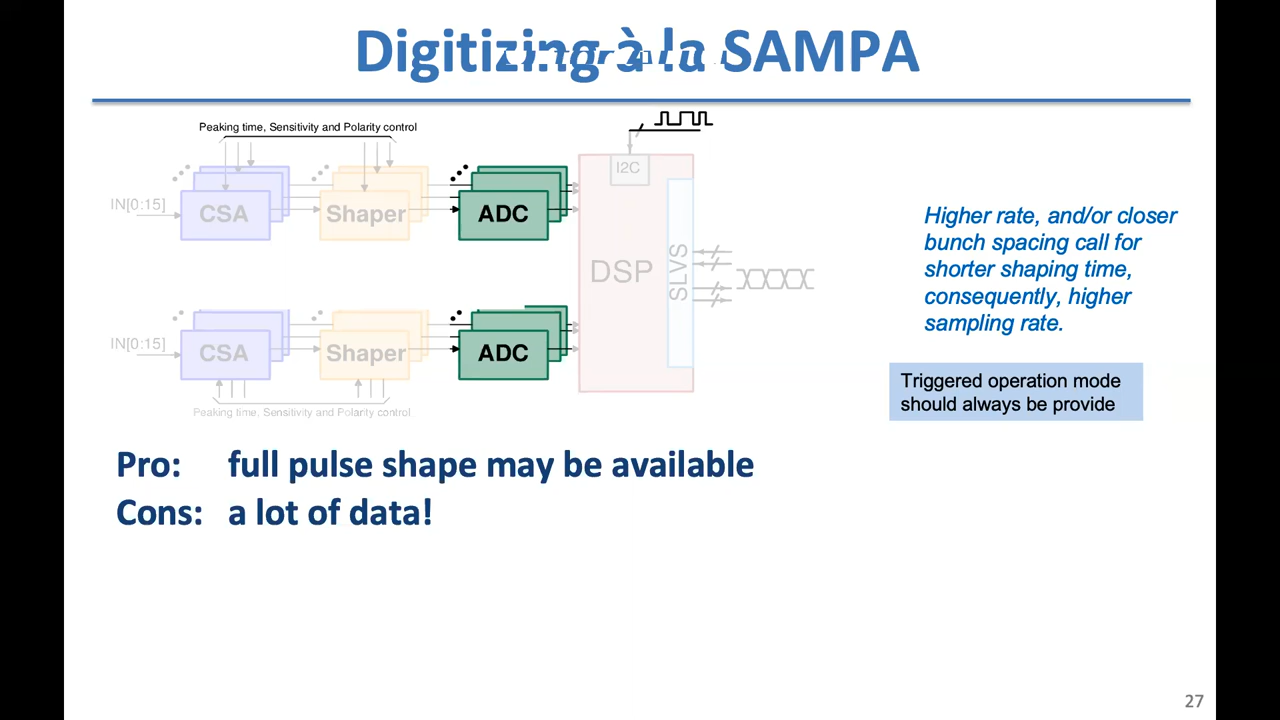 Digitizing à la SAMPA
Peaking time, Sensitivity and Polarity control
I2C
IN[0:15]
CSA
Shaper
ADC
DSP
SLVS
IN[0:15]
CSA
Shaper
ADC
Peaking time, Sensitivity and Polarity control
Higher rate, and/or closer
bunch spacing call for
shorter shaping time,
consequently, higher
sampling rate.
Triggered operation mode
should always be provide
Pro: full pulse shape may be available
Cons: a lot of data!
27